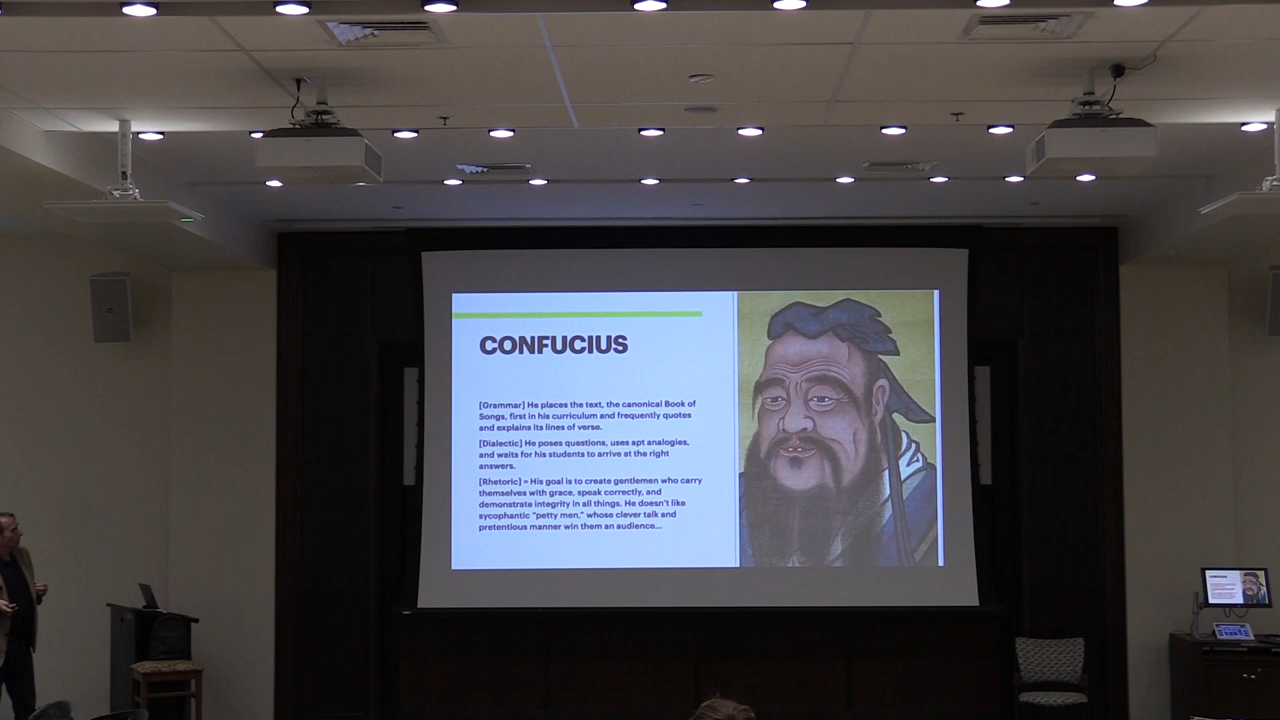 CONFUCIUS
[Grammar] He places the text, the canonical Book of
Songs, first in his curriculum and frequently quotes
and explains its lines of verse.
[Dialectic] He poses questions, uses apt analogies,
and waits for his students to arrive at the right
answers.
[Rhetoric] = His goal is to create gentlemen who carry
themselves with grace, speak correctly, and
demonstrate integrity in all things. He doesn't like
sycophantic "petty men," whose clever talk and
pretentious manner win them an audience...
CONFUCIUS